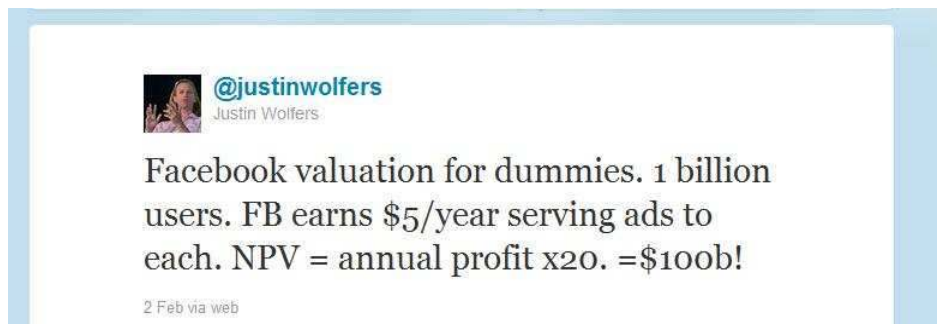 @justinwolfers
Justin Wolfers
Facebook valuation for dummies. 1 billion
users. FB earns $5/year serving ads to
each. NPV = annual profit x20. =$100b!
2 Feb via web